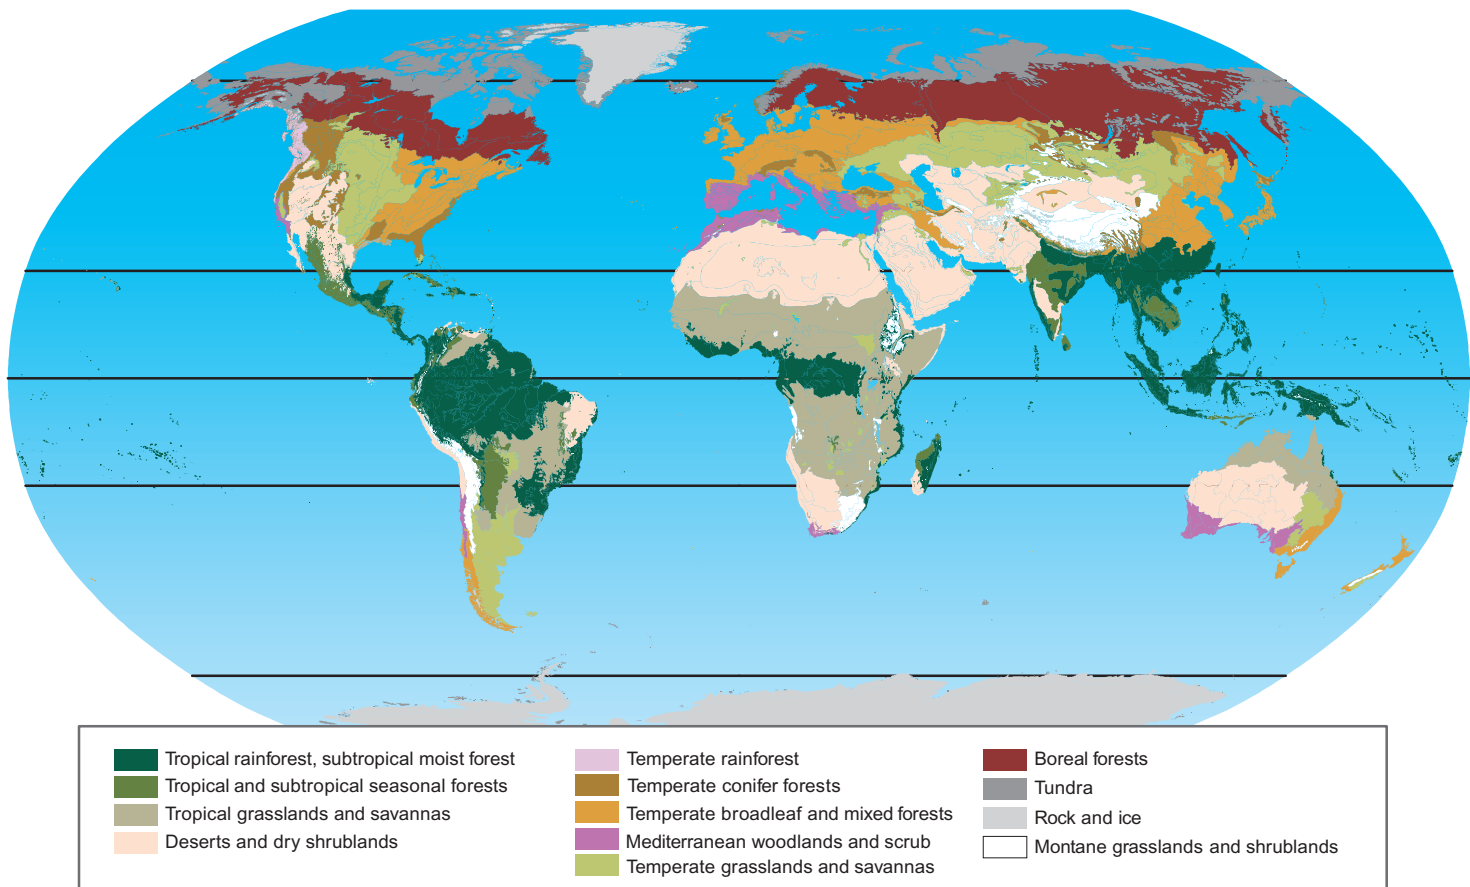 Tropical rainforest, subtropical moist forest
Tropical and subtropical seasonal forests
Tropical grasslands and savannas
Deserts and dry shrublands
Temperate rainforest
Temperate conifer forests
Temperate broadleaf and mixed forests
Mediterranean woodlands and scrub
Temperate grasslands and savannas
Boreal forests
Tundra
Rock and ice
Montane grasslands and shrublands